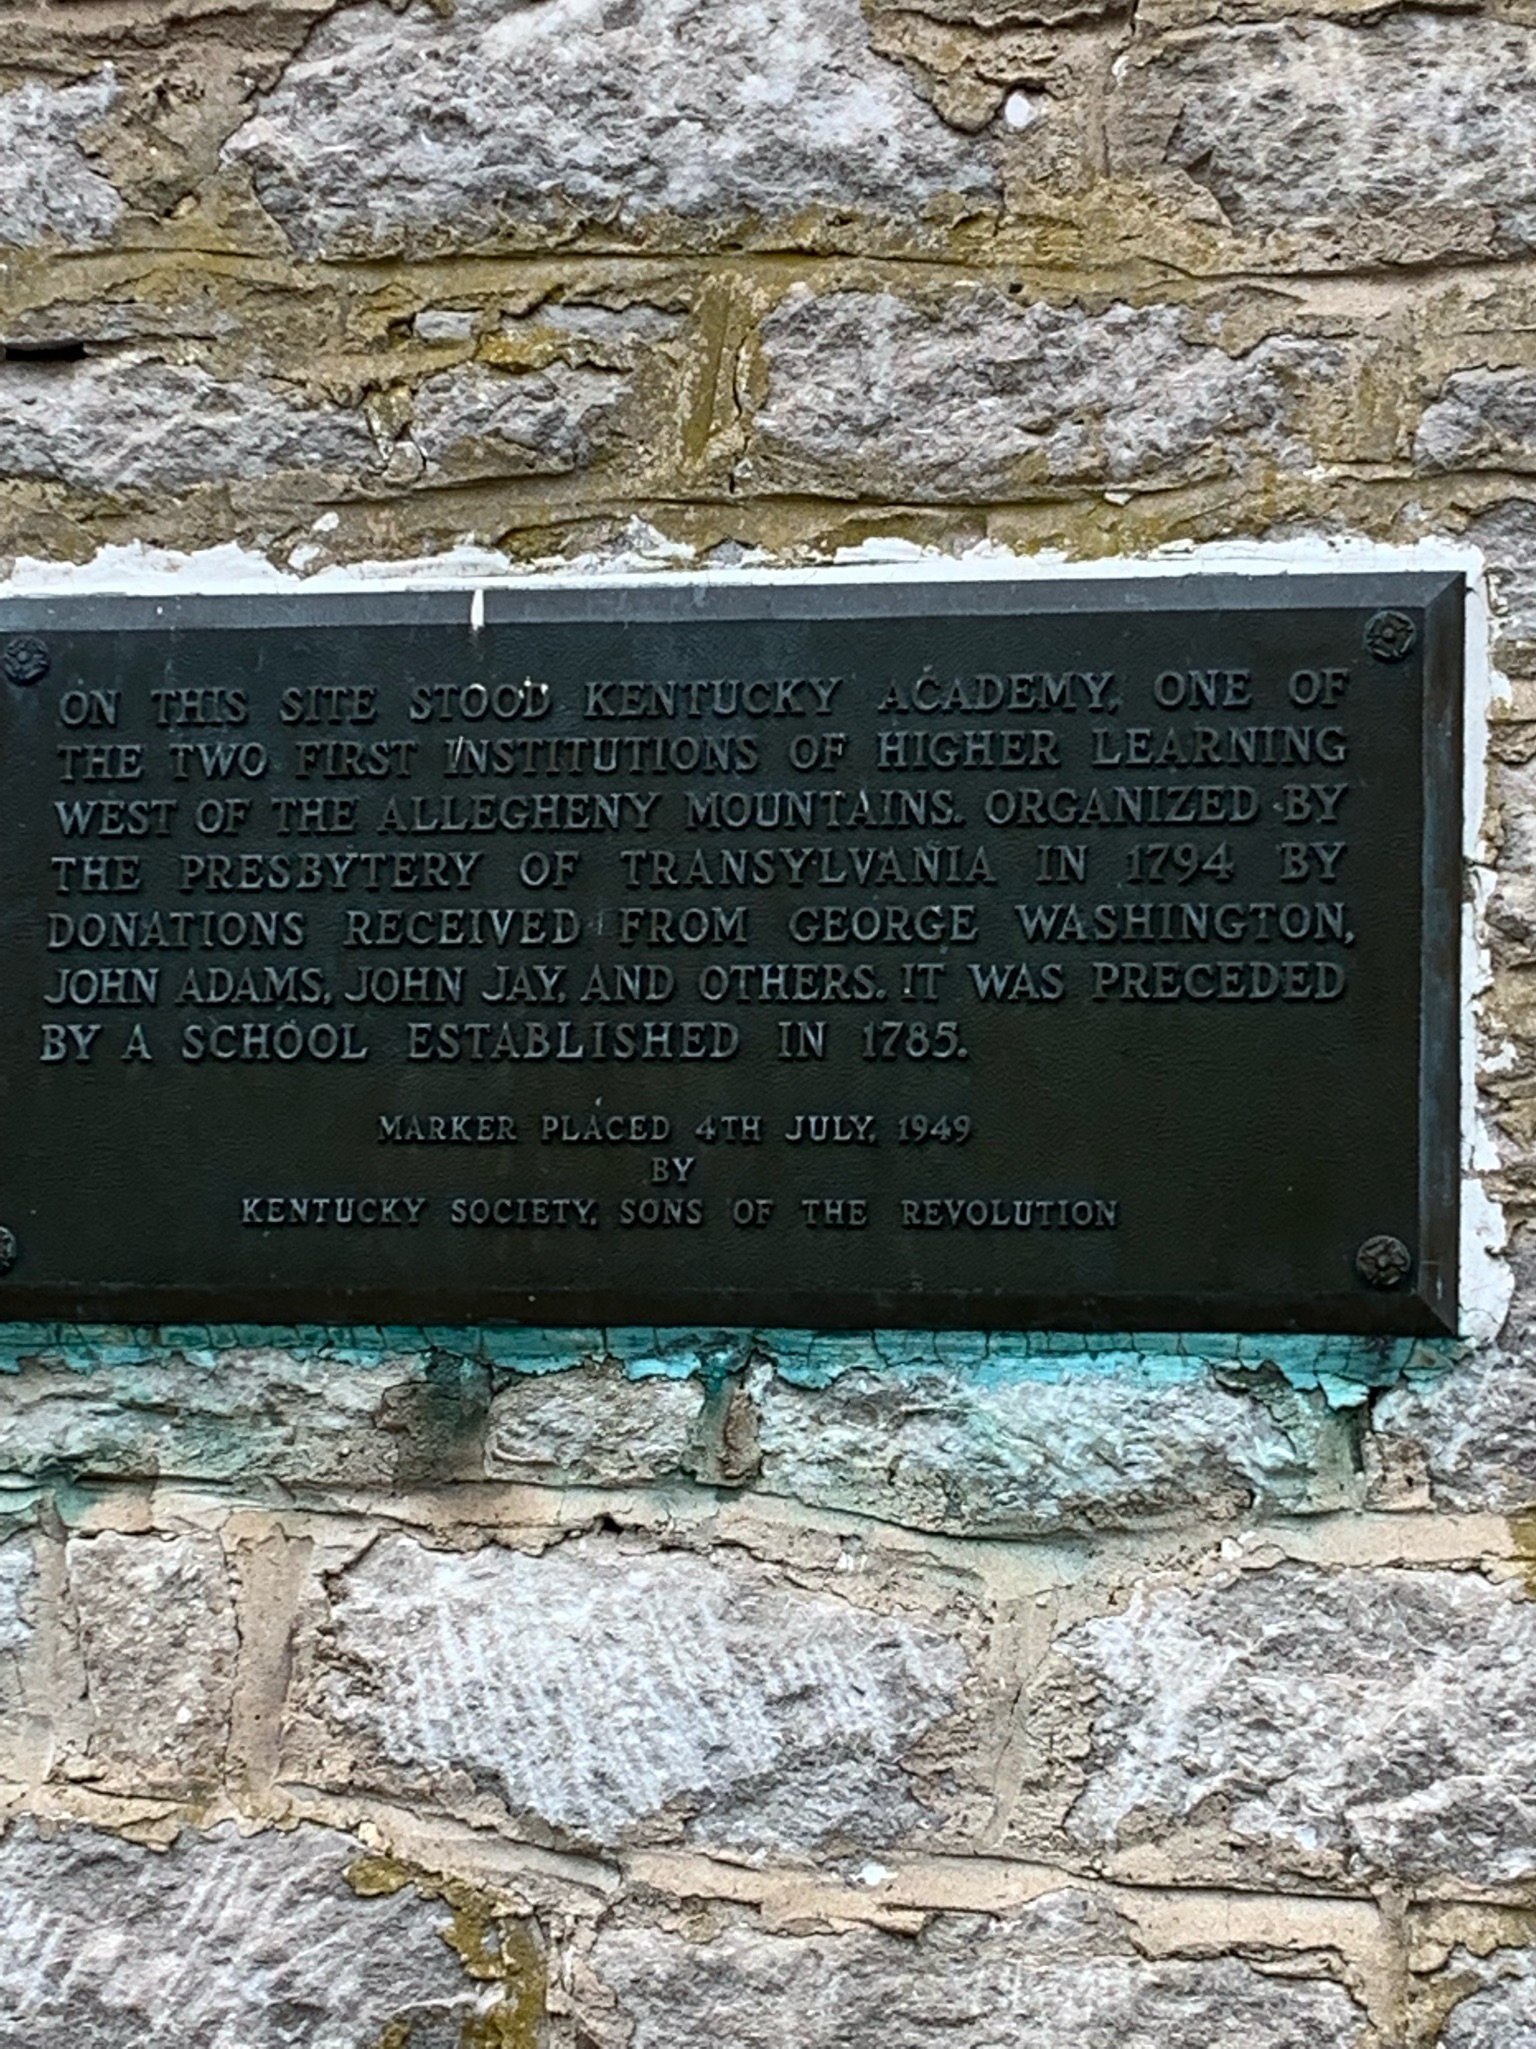 ON THIS SITE STOOD KENTUCKY ACADEMY, ONE OF
THE TWO FIRST INSTITUTIONS OF HIGHER LEARNING
WEST OF THE ALLEGHENY MOUNTAINS. ORGANIZED BY
THE PRESBYTERY OF TRANSYLVANIA IN 1794 BY
DONATIONS RECEIVED FROM GEORGE WASHINGTON,
JOHN ADAMS, JOHN JAY, AND OTHERS. IT WAS PRECEDED
BY A SCHOOL ESTABLISHED IN 1785.
MARKER PLACED 4TH JULY, 1949
BY
KENTUCKY SOCIETY, SONS OF THE REVOLUTION